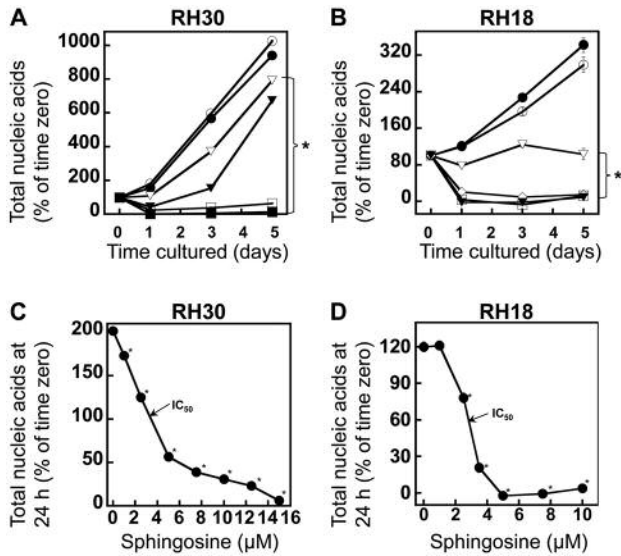 A RH30
Total nucleic acids
(% of time zero)
1000
800
600
400
200
0
*
0 1 2 3 4 5
Time cultured (days)
B RH18
Total nucleic acids
(% of time zero)
320
240
160
80
0
*
0 1 2 3 4 5
Time cultured (days)
C RH30
Total nucleic acids at
24 h (% of time zero)
200
150
100
50
0
* * IC50 * * * * *
0 2 4 6 8 10 12 14 16
Sphingosine (µM)
D RH18
Total nucleic acids at
24 h (% of time zero)
120
90
60
30
0
* IC50 * * * *
0 2 4 6 8 10
Sphingosine (µM)